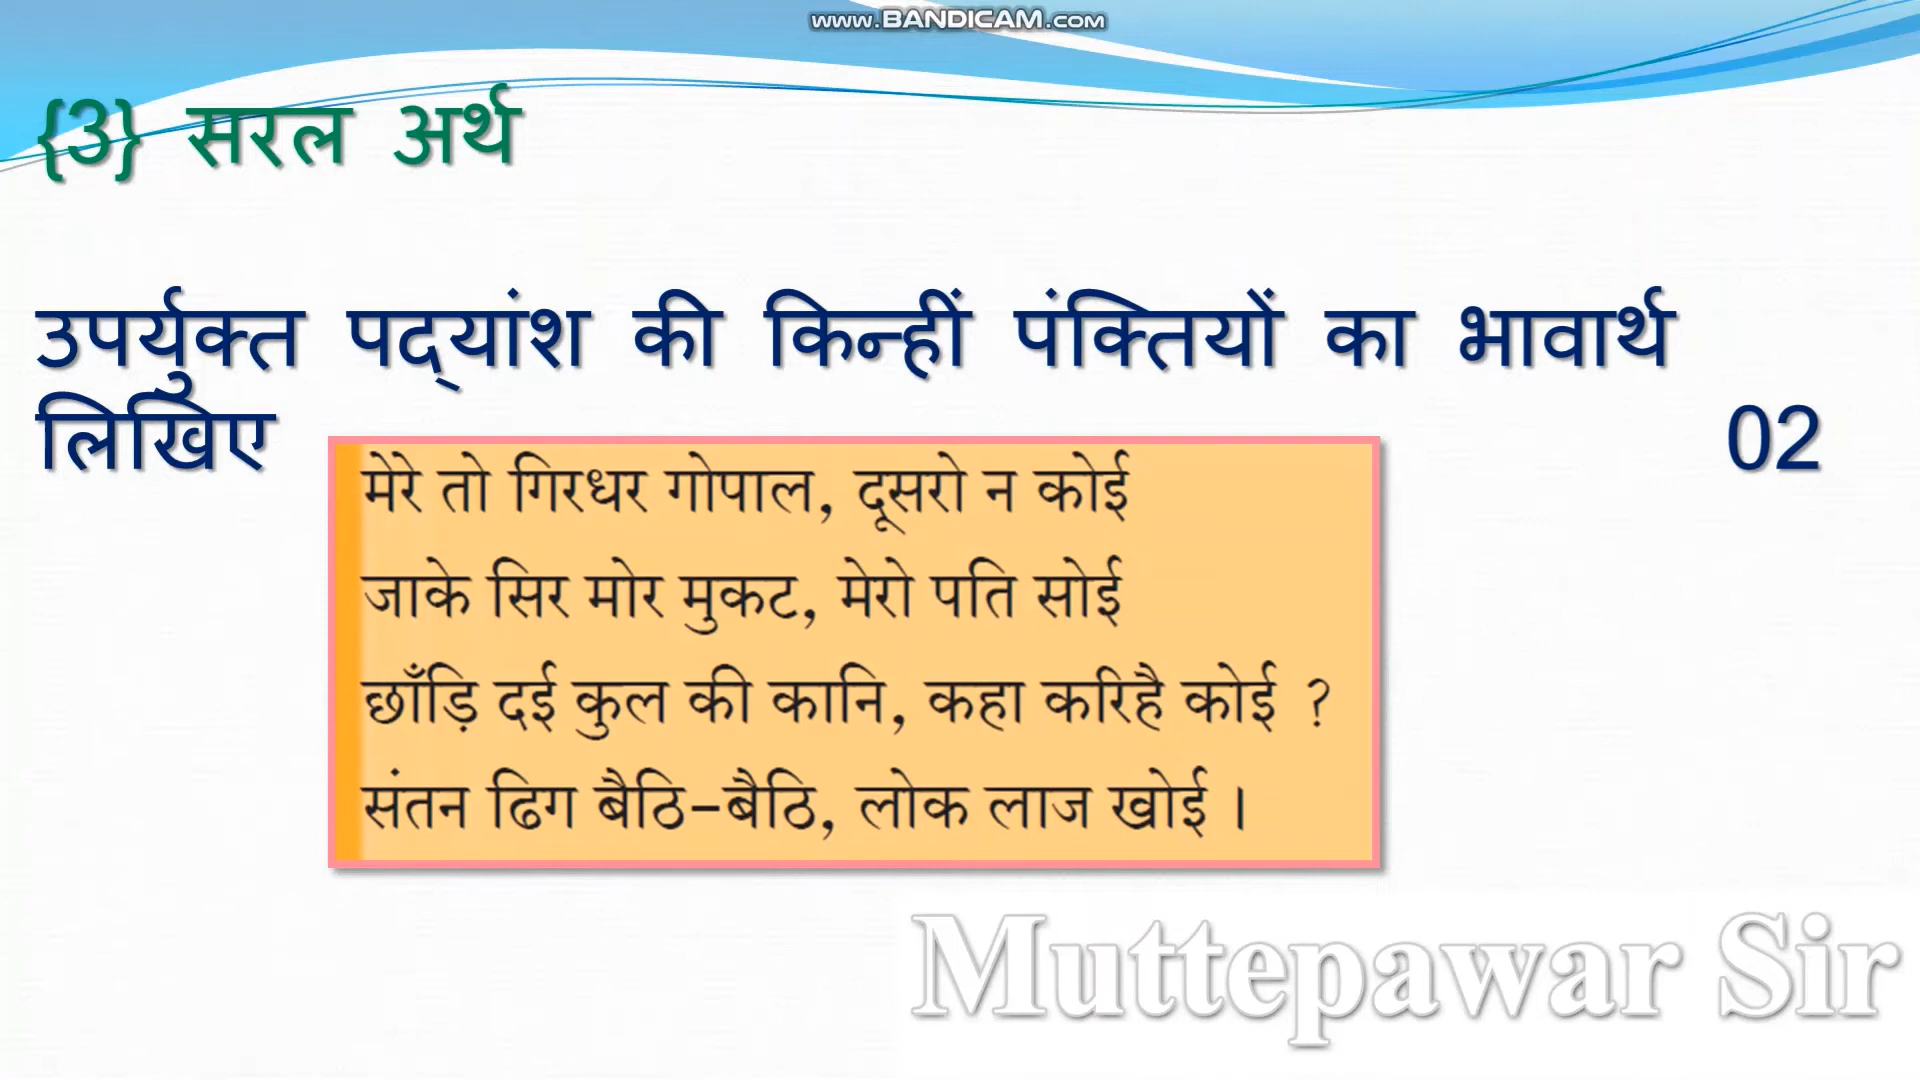 www.BANDICAM.com
{3} सरल अर्थ
उपर्युक्त पद्‌यांश की किन्हीं पंक्तियों का भावार्थ
लिखिए 02
मेरे तो गिरधर गोपाल, दूसरो न कोई
जाके सिर मोर मुकट, मेरो पति सोई
छाँड़ि दई कुल की कानि, कहा करिहै कोई ?
संतन ढिग बैठि-बैठि, लोक लाज खोई ।
Muttepawar Sir